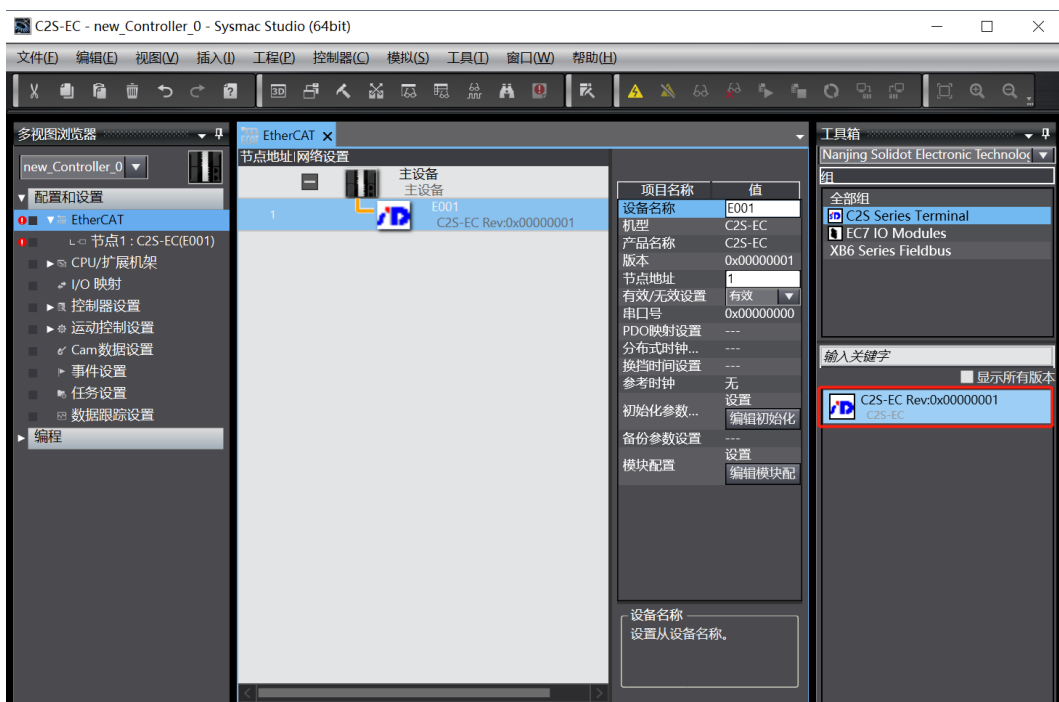 C2S-EC - new_Controller_0 - Sysmac Studio (64bit)
文件(F) 编辑(E) 视图(V) 插入(I) 工程(P) 控制器(C) 模拟(S) 工具(T) 窗口(W) 帮助(H)
多视图浏览器
new_Controller_0
配置和设置
EtherCAT
节点1 : C2S-EC(E001)
CPU/扩展机架
I/O 映射
控制器设置
运动控制设置
Cam数据设置
事件设置
任务设置
数据跟踪设置
编程
EtherCAT
节点地址|网络设置
主设备
主设备
1
E001
C2S-EC Rev:0x00000001
项目名称 值
设备名称 E001
机型 C2S-EC
产品名称 C2S-EC
版本 0x00000001
节点地址 1
有效/无效设置 有效
串口号 0x00000000
PDO映射设置 ---
分布式时钟... ---
换挡时间设置 ---
参考时钟 无
初始化参数... 设置
编辑初始化
备份参数设置 ---
模块配置 设置
编辑模块配
设备名称
设置从设备名称。
工具箱
Nanjing Solidot Electronic Technolog
组
全部组
C2S Series Terminal
EC7 IO Modules
XB6 Series Fieldbus
输入关键字
显示所有版本
C2S-EC Rev:0x00000001
C2S-EC